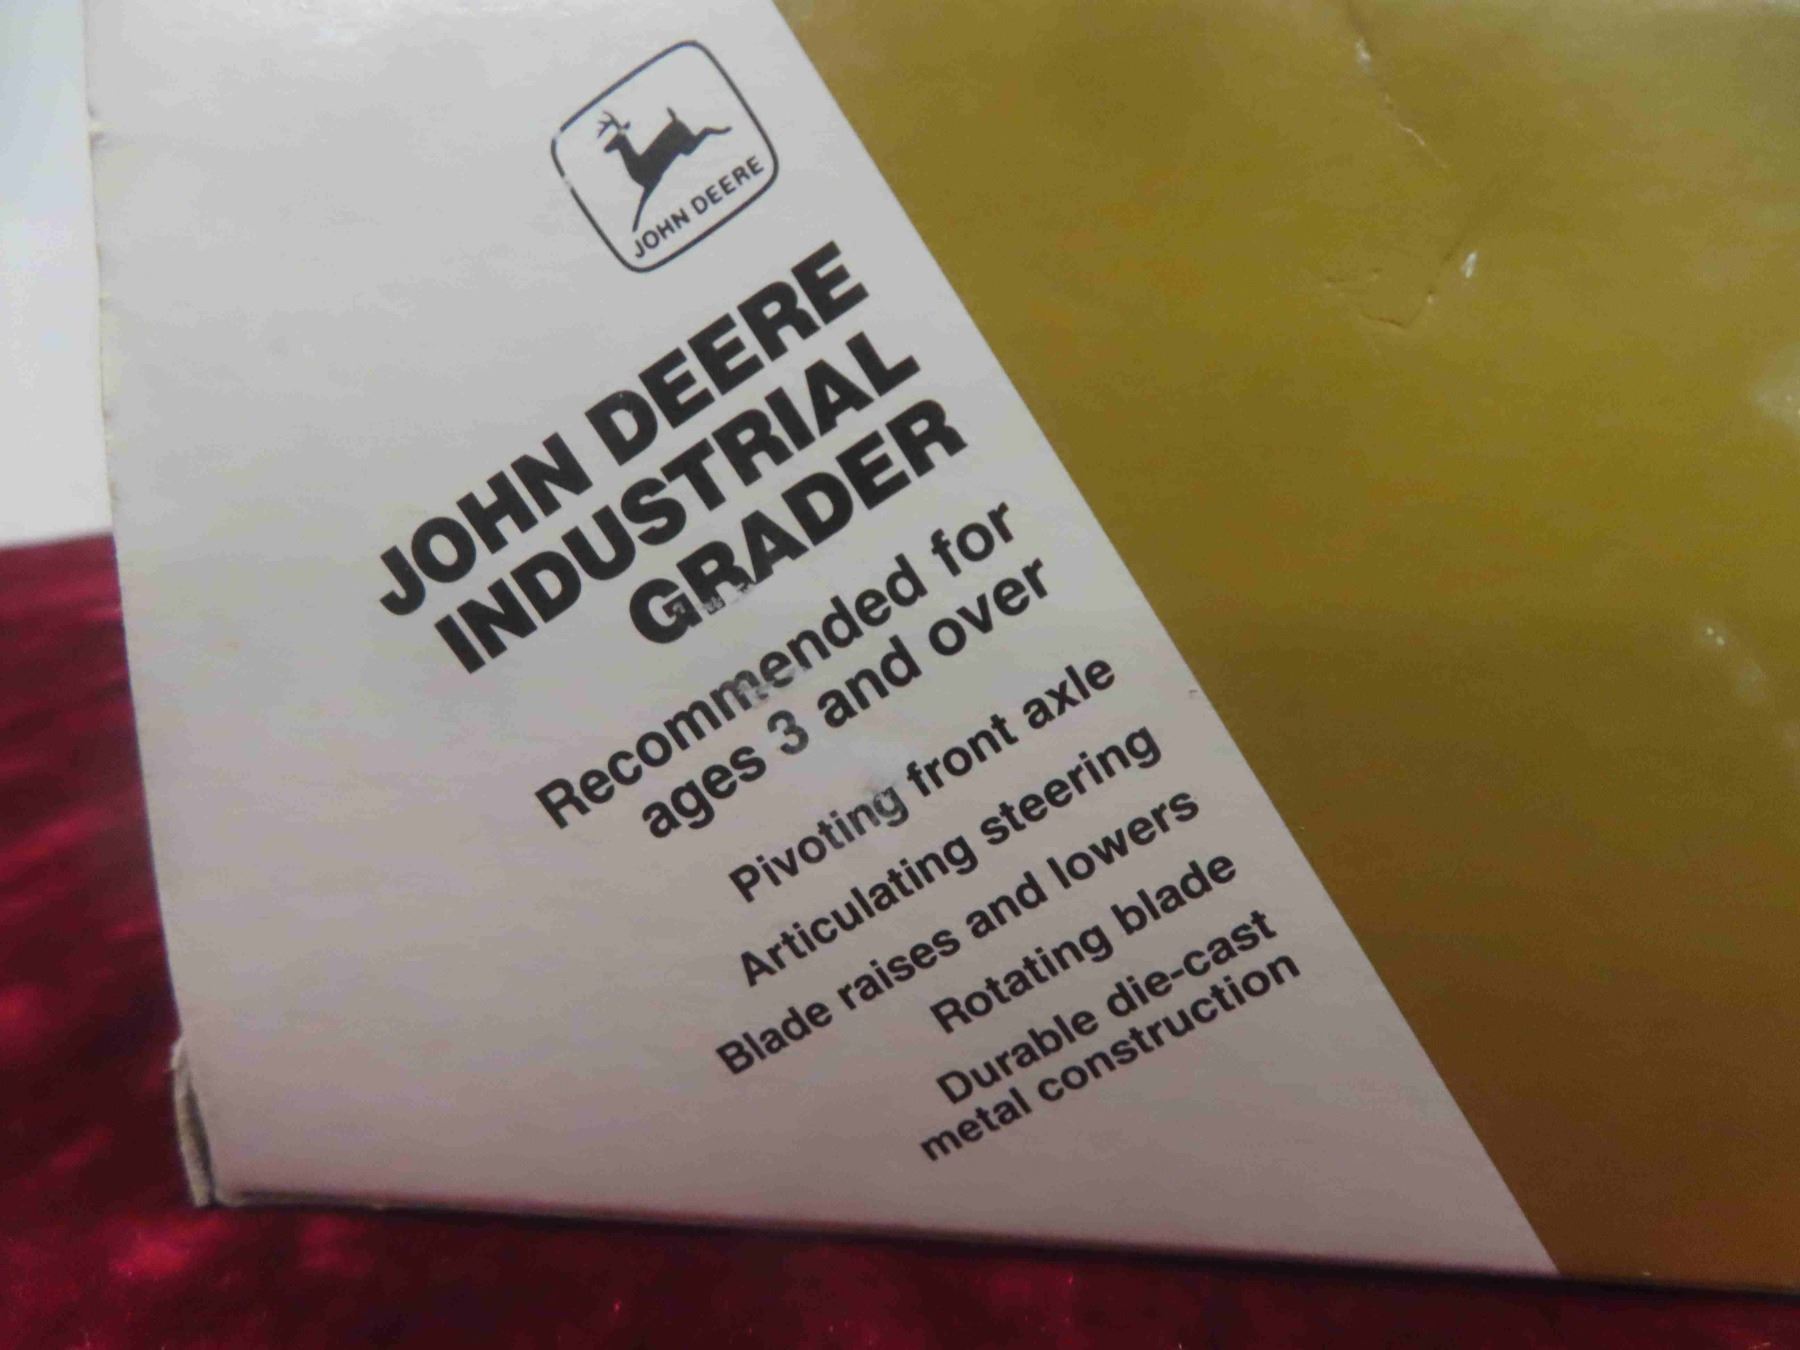 JOHN DEERE
JOHN DEERE
INDUSTRIAL
GRADER
Recommended for
ages 3 and over
Pivoting front axle
Articulating steering
Blade raises and lowers
Rotating blade
Durable die-cast
metal construction